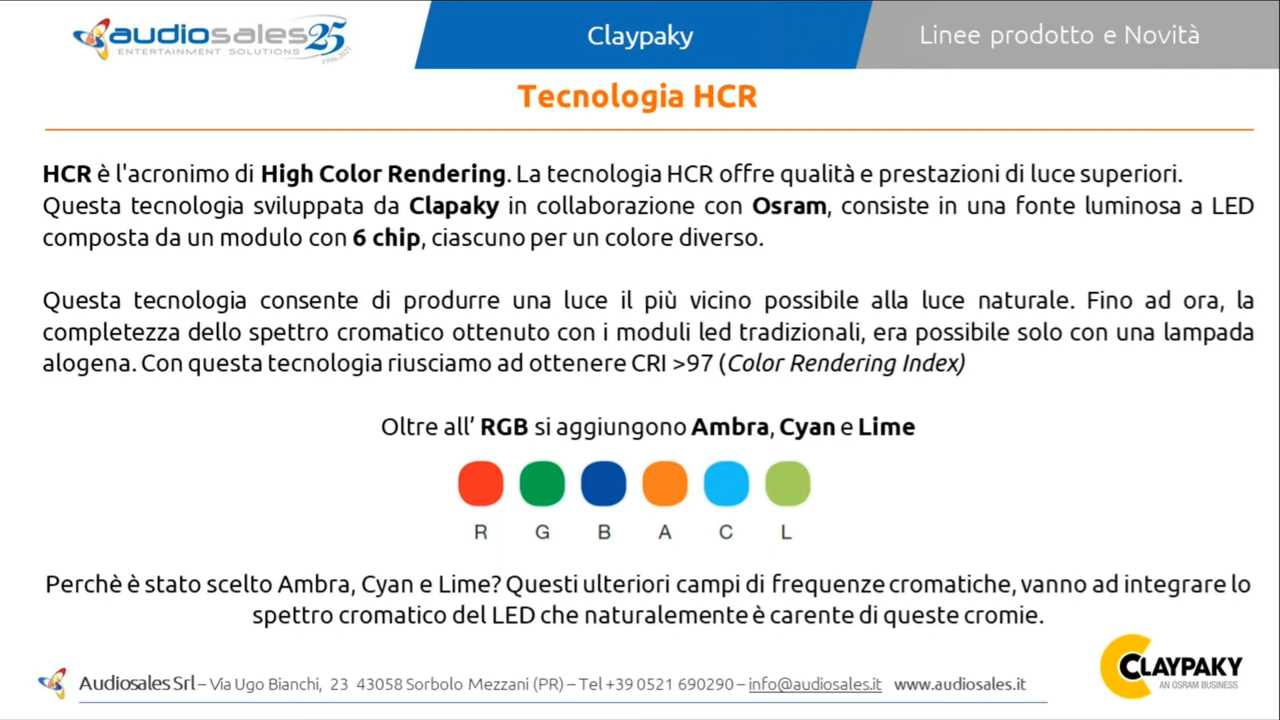 audiosales 25
ENTERTAINMENT SOLUTIONS
1996-2021
Claypaky
Linee prodotto e Novità
Tecnologia HCR
HCR è l'acronimo di High Color Rendering. La tecnologia HCR offre qualità e prestazioni di luce superiori.
Questa tecnologia sviluppata da Clapaky in collaborazione con Osram, consiste in una fonte luminosa a LED
composta da un modulo con 6 chip, ciascuno per un colore diverso.
Questa tecnologia consente di produrre una luce il più vicino possibile alla luce naturale. Fino ad ora, la
completezza dello spettro cromatico ottenuto con i moduli led tradizionali, era possibile solo con una lampada
alogena. Con questa tecnologia riusciamo ad ottenere CRI >97 (Color Rendering Index)
Oltre all’ RGB si aggiungono Ambra, Cyan e Lime
R G B A C L
Perchè è stato scelto Ambra, Cyan e Lime? Questi ulteriori campi di frequenze cromatiche, vanno ad integrare lo
spettro cromatico del LED che naturalemente è carente di queste cromie.
Audiosales Srl – Via Ugo Bianchi, 23 43058 Sorbolo Mezzani (PR) – Tel +39 0521 690290 – info@audiosales.it www.audiosales.it
CLAYPAKY
AN OSRAM BUSINESS